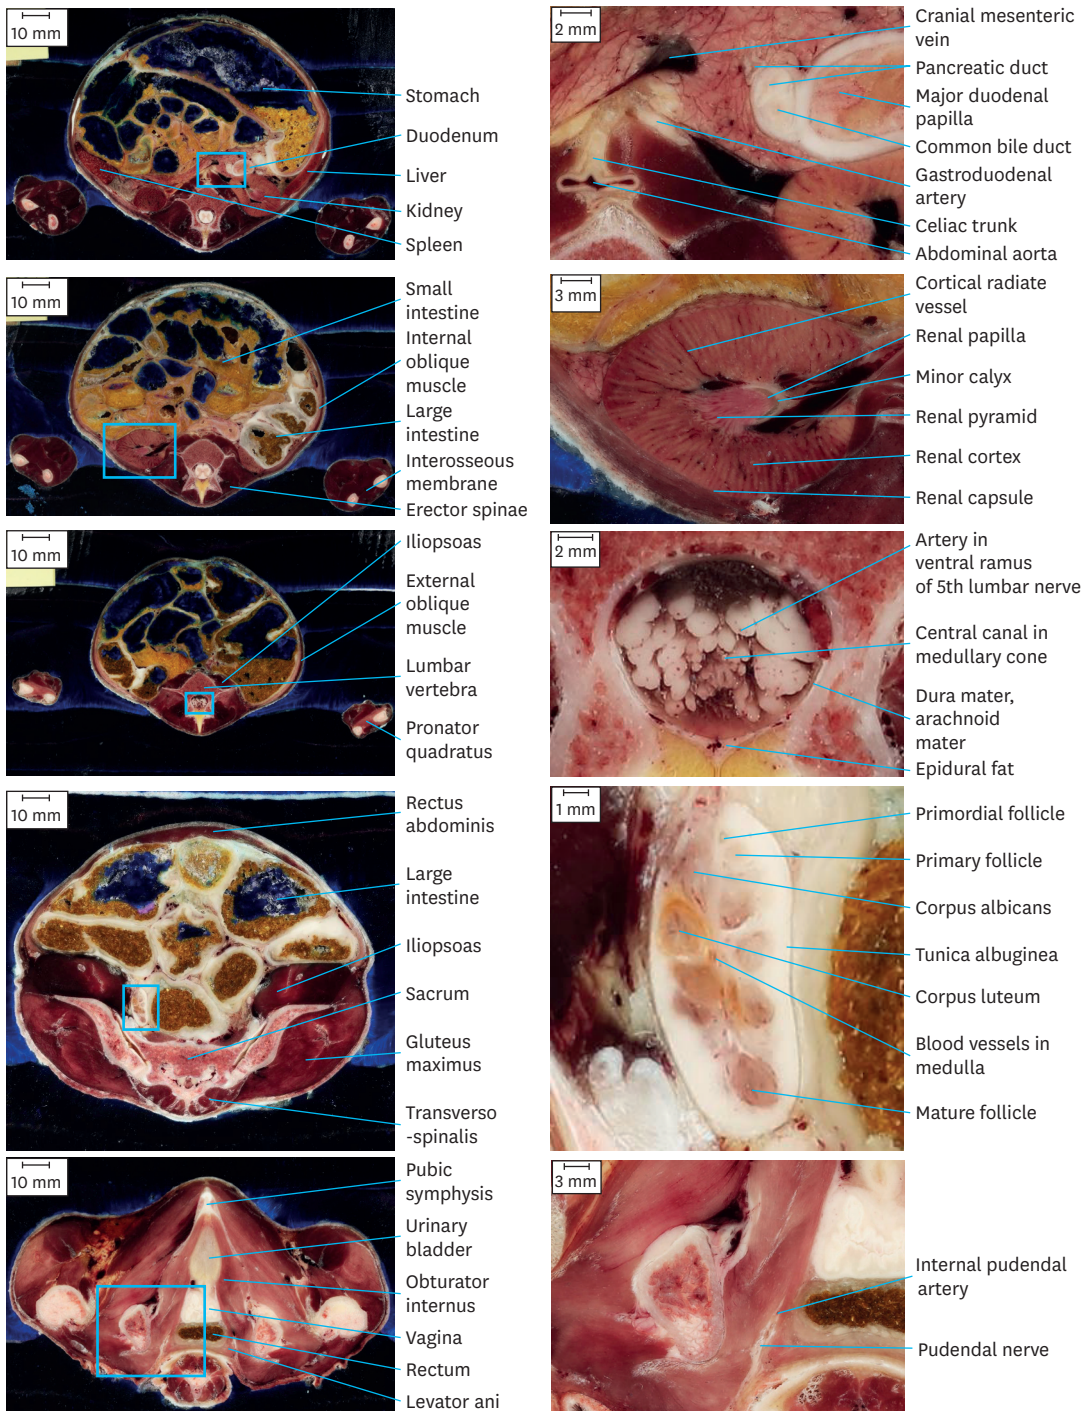 10 mm
Stomach
Duodenum
Liver
Kidney
Spleen
2 mm
Cranial mesenteric
vein
Pancreatic duct
Major duodenal
papilla
Common bile duct
Gastroduodenal
artery
Celiac trunk
Abdominal aorta
10 mm
Small
intestine
Internal
oblique
muscle
Large
intestine
Interosseous
membrane
Erector spinae
3 mm
Cortical radiate
vessel
Renal papilla
Minor calyx
Renal pyramid
Renal cortex
Renal capsule
10 mm
Iliopsoas
External
oblique
muscle
Lumbar
vertebra
Pronator
quadratus
2 mm
Artery in
ventral ramus
of 5th lumbar nerve
Central canal in
medullary cone
Dura mater,
arachnoid
mater
Epidural fat
10 mm
Rectus
abdominis
Large
intestine
Iliopsoas
Sacrum
Gluteus
maximus
Transverso
-spinalis
1 mm
Primordial follicle
Primary follicle
Corpus albicans
Tunica albuginea
Corpus luteum
Blood vessels in
medulla
Mature follicle
10 mm
Pubic
symphysis
Urinary
bladder
Obturator
internus
Vagina
Rectum
Levator ani
3 mm
Internal pudendal
artery
Pudendal nerve